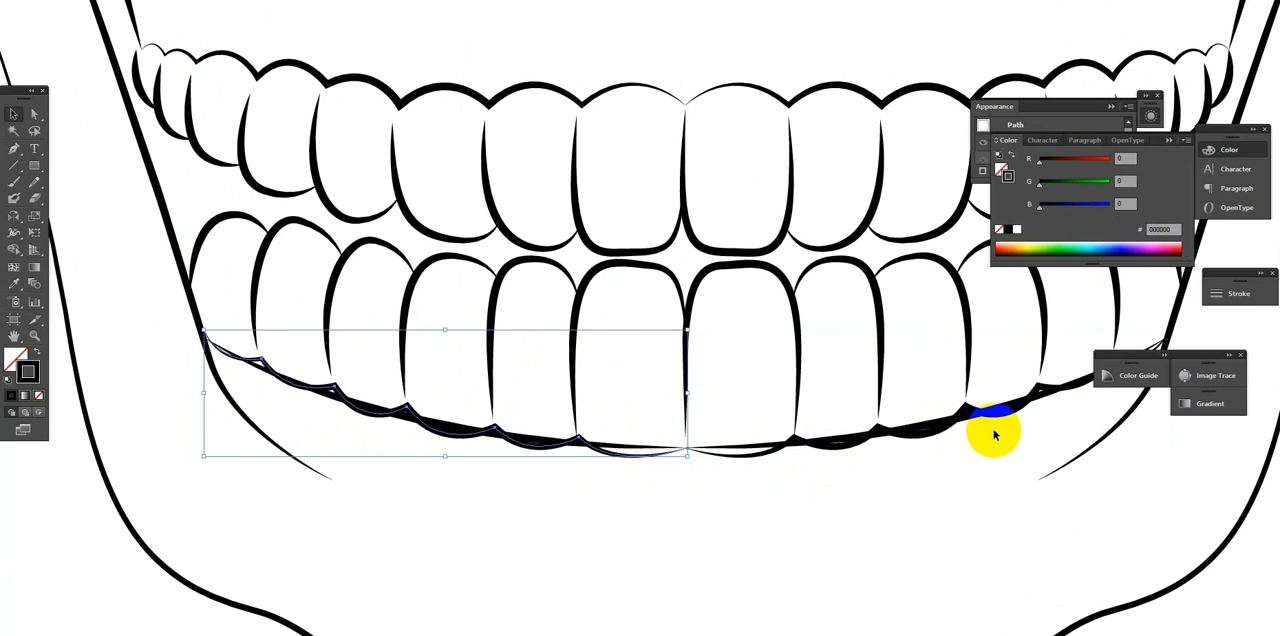 Appearance
Path
Color Character Paragraph OpenType
R 0
G 0
B 0
# 000000
Color
Character
Paragraph
OpenType
Stroke
Color Guide
Image Trace
Gradient